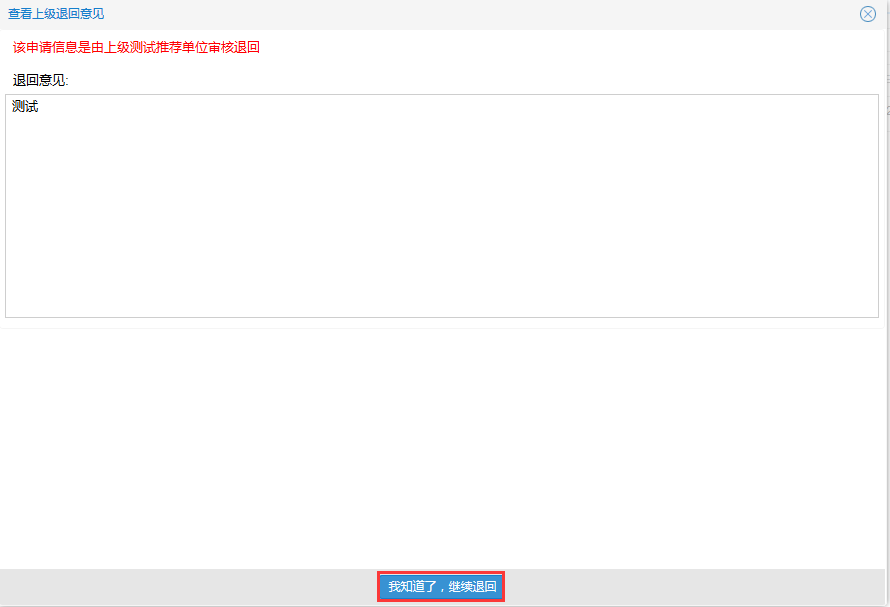 查看上级退回意见
该申请信息是由上级测试推荐单位审核退回
退回意见:
测试
我知道了，继续退回